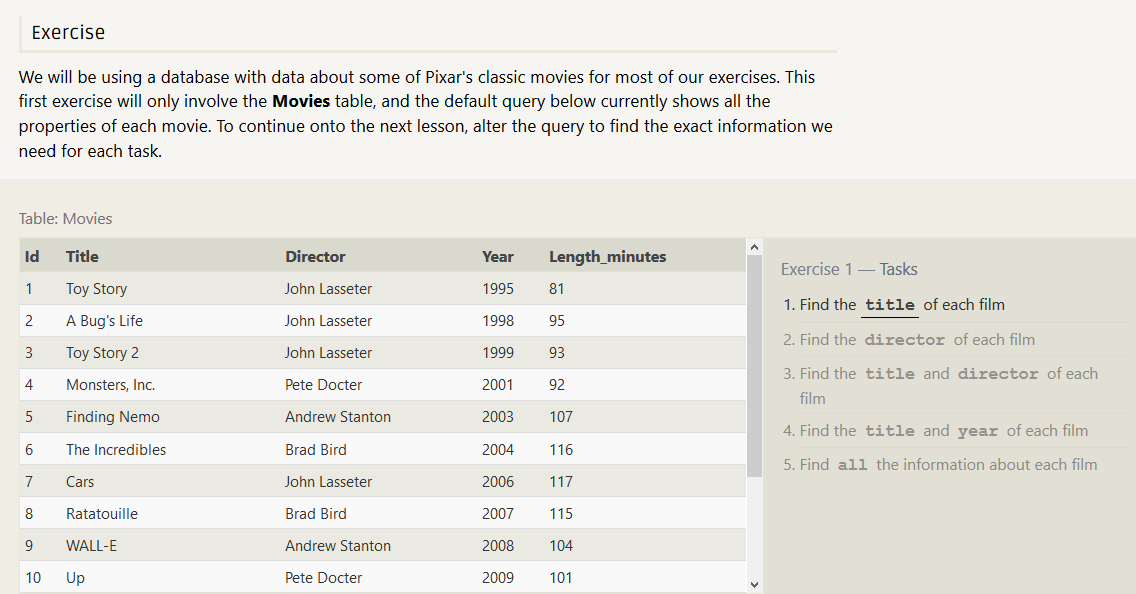 Exercise
We will be using a database with data about some of Pixar's classic movies for most of our exercises. This
first exercise will only involve the Movies table, and the default query below currently shows all the
properties of each movie. To continue onto the next lesson, alter the query to find the exact information we
need for each task.
Table: Movies
Id Title Director Year Length_minutes
1 Toy Story John Lasseter 1995 81
2 A Bug's Life John Lasseter 1998 95
3 Toy Story 2 John Lasseter 1999 93
4 Monsters, Inc. Pete Docter 2001 92
5 Finding Nemo Andrew Stanton 2003 107
6 The Incredibles Brad Bird 2004 116
7 Cars John Lasseter 2006 117
8 Ratatouille Brad Bird 2007 115
9 WALL-E Andrew Stanton 2008 104
10 Up Pete Docter 2009 101
Exercise 1 — Tasks
1. Find the title of each film
2. Find the director of each film
3. Find the title and director of each
film
4. Find the title and year of each film
5. Find all the information about each film